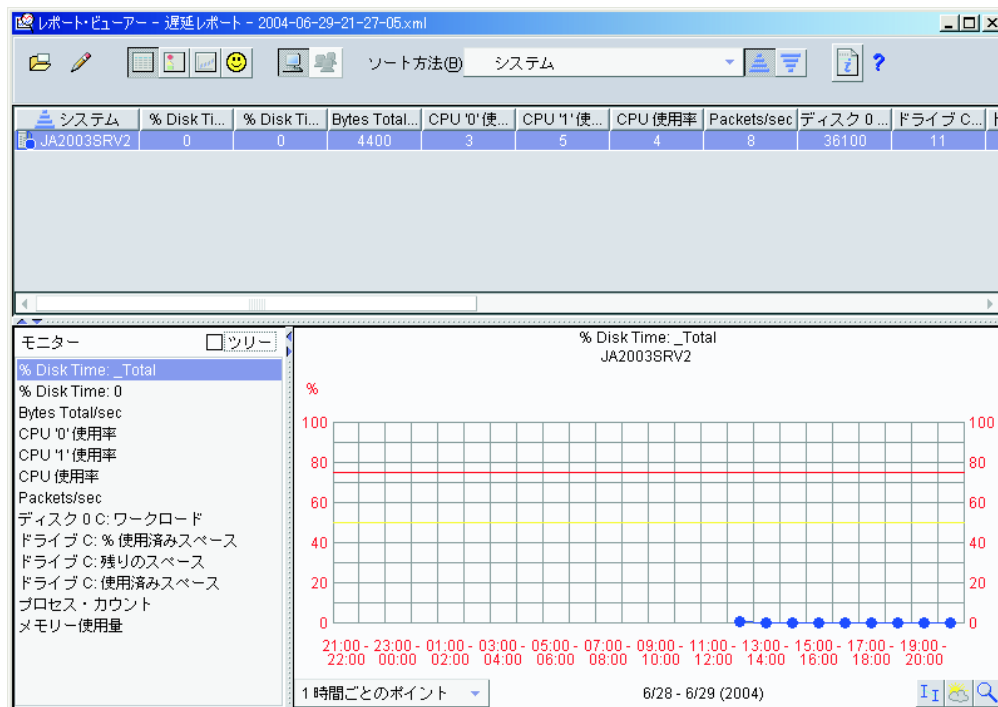 レポート・ビューアー - 遅延レポート - 2004-06-29-21-27-05.xml
ソート方法(B) システム
システム % Disk Ti... % Disk Ti... Bytes Total... CPU '0' 使... CPU '1' 使... CPU 使用率 Packets/sec ディスク 0 ... ドライブ C...
JA2003SRV2 0 0 4400 3 5 4 8 36100 11
モニター ツリー
% Disk Time: _Total
% Disk Time: 0
Bytes Total/sec
CPU '0' 使用率
CPU '1' 使用率
CPU 使用率
Packets/sec
ディスク 0 C: ワークロード
ドライブ C: % 使用済みスペース
ドライブ C: 残りのスペース
ドライブ C: 使用済みスペース
プロセス・カウント
メモリー使用量
% Disk Time: _Total
JA2003SRV2
%
100 100
80 80
60 60
40 40
20 20
0 0
21:00 - 23:00 - 01:00 - 03:00 - 05:00 - 07:00 - 09:00 - 11:00 - 13:00 - 15:00 - 17:00 - 19:00 -
22:00 00:00 02:00 04:00 06:00 08:00 10:00 12:00 14:00 16:00 18:00 20:00
1 時間ごとのポイント 6/28 - 6/29 (2004)